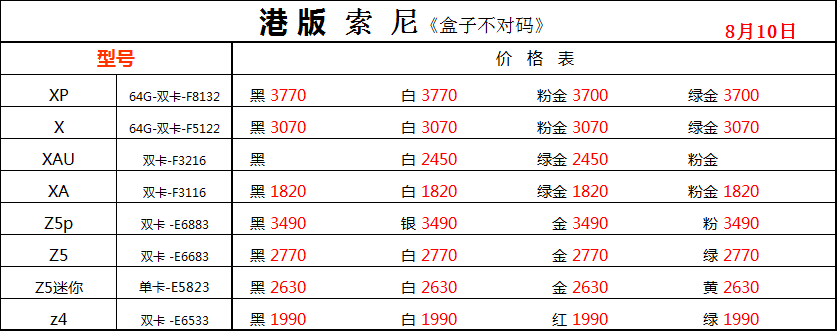 港版 索尼《盒子不对码》 8月10日
型号 价格表
XP 64G-双卡-F8132 黑 3770 白 3770 粉金 3700 绿金 3700
X 64G-双卡-F5122 黑 3070 白 3070 粉金 3070 绿金 3070
XAU 双卡-F3216 黑 白 2450 绿金 2450 粉金
XA 双卡-F3116 黑 1820 白 1820 绿金 1820 粉金 1820
Z5p 双卡 -E6883 黑 3490 银 3490 金 3490 粉 3490
Z5 双卡 -E6683 黑 2770 白 2770 金 2770 绿 2770
Z5迷你 单卡-E5823 黑 2630 白 2630 金 2630 黄 2630
z4 双卡 -E6533 黑 1990 白 1990 红 1990 绿 1990